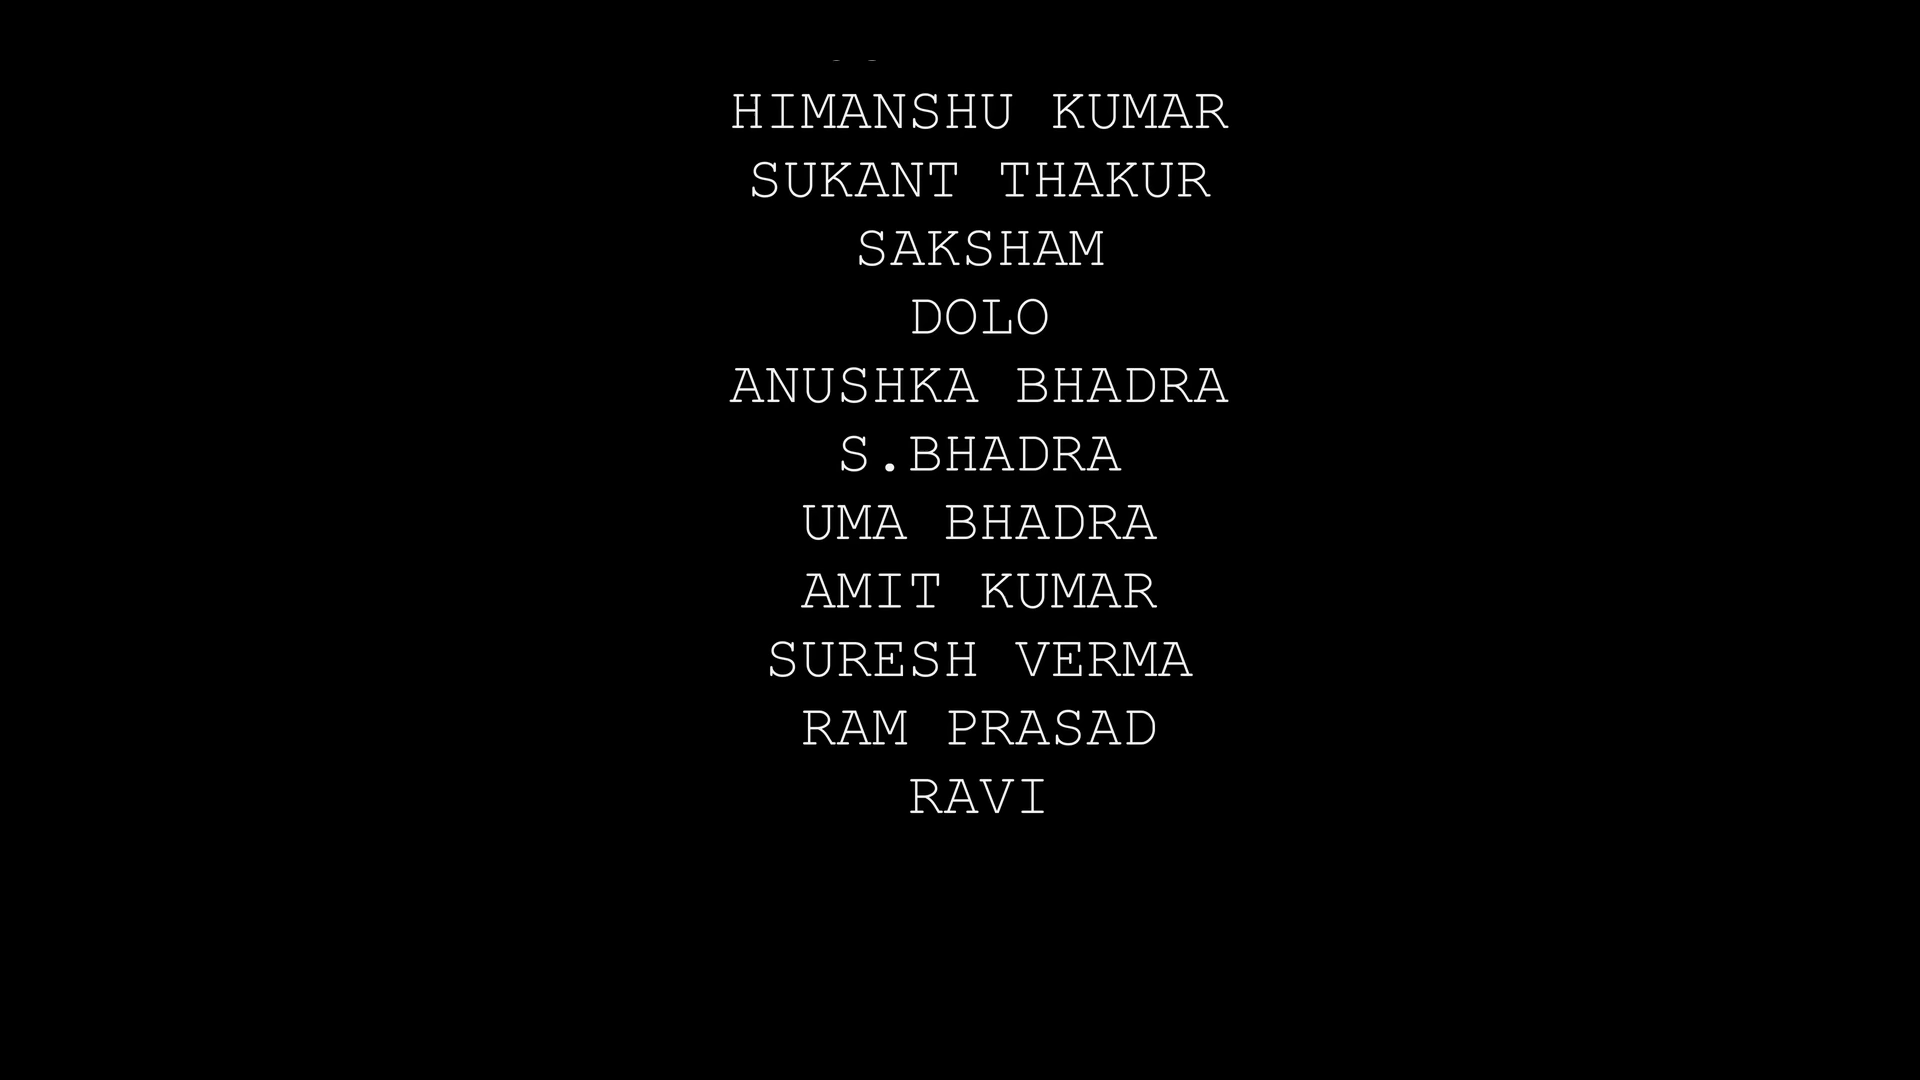 HIMANSHU KUMAR
SUKANT THAKUR
SAKSHAM
DOLO
ANUSHKA BHADRA
S.BHADRA
UMA BHADRA
AMIT KUMAR
SURESH VERMA
RAM PRASAD
RAVI